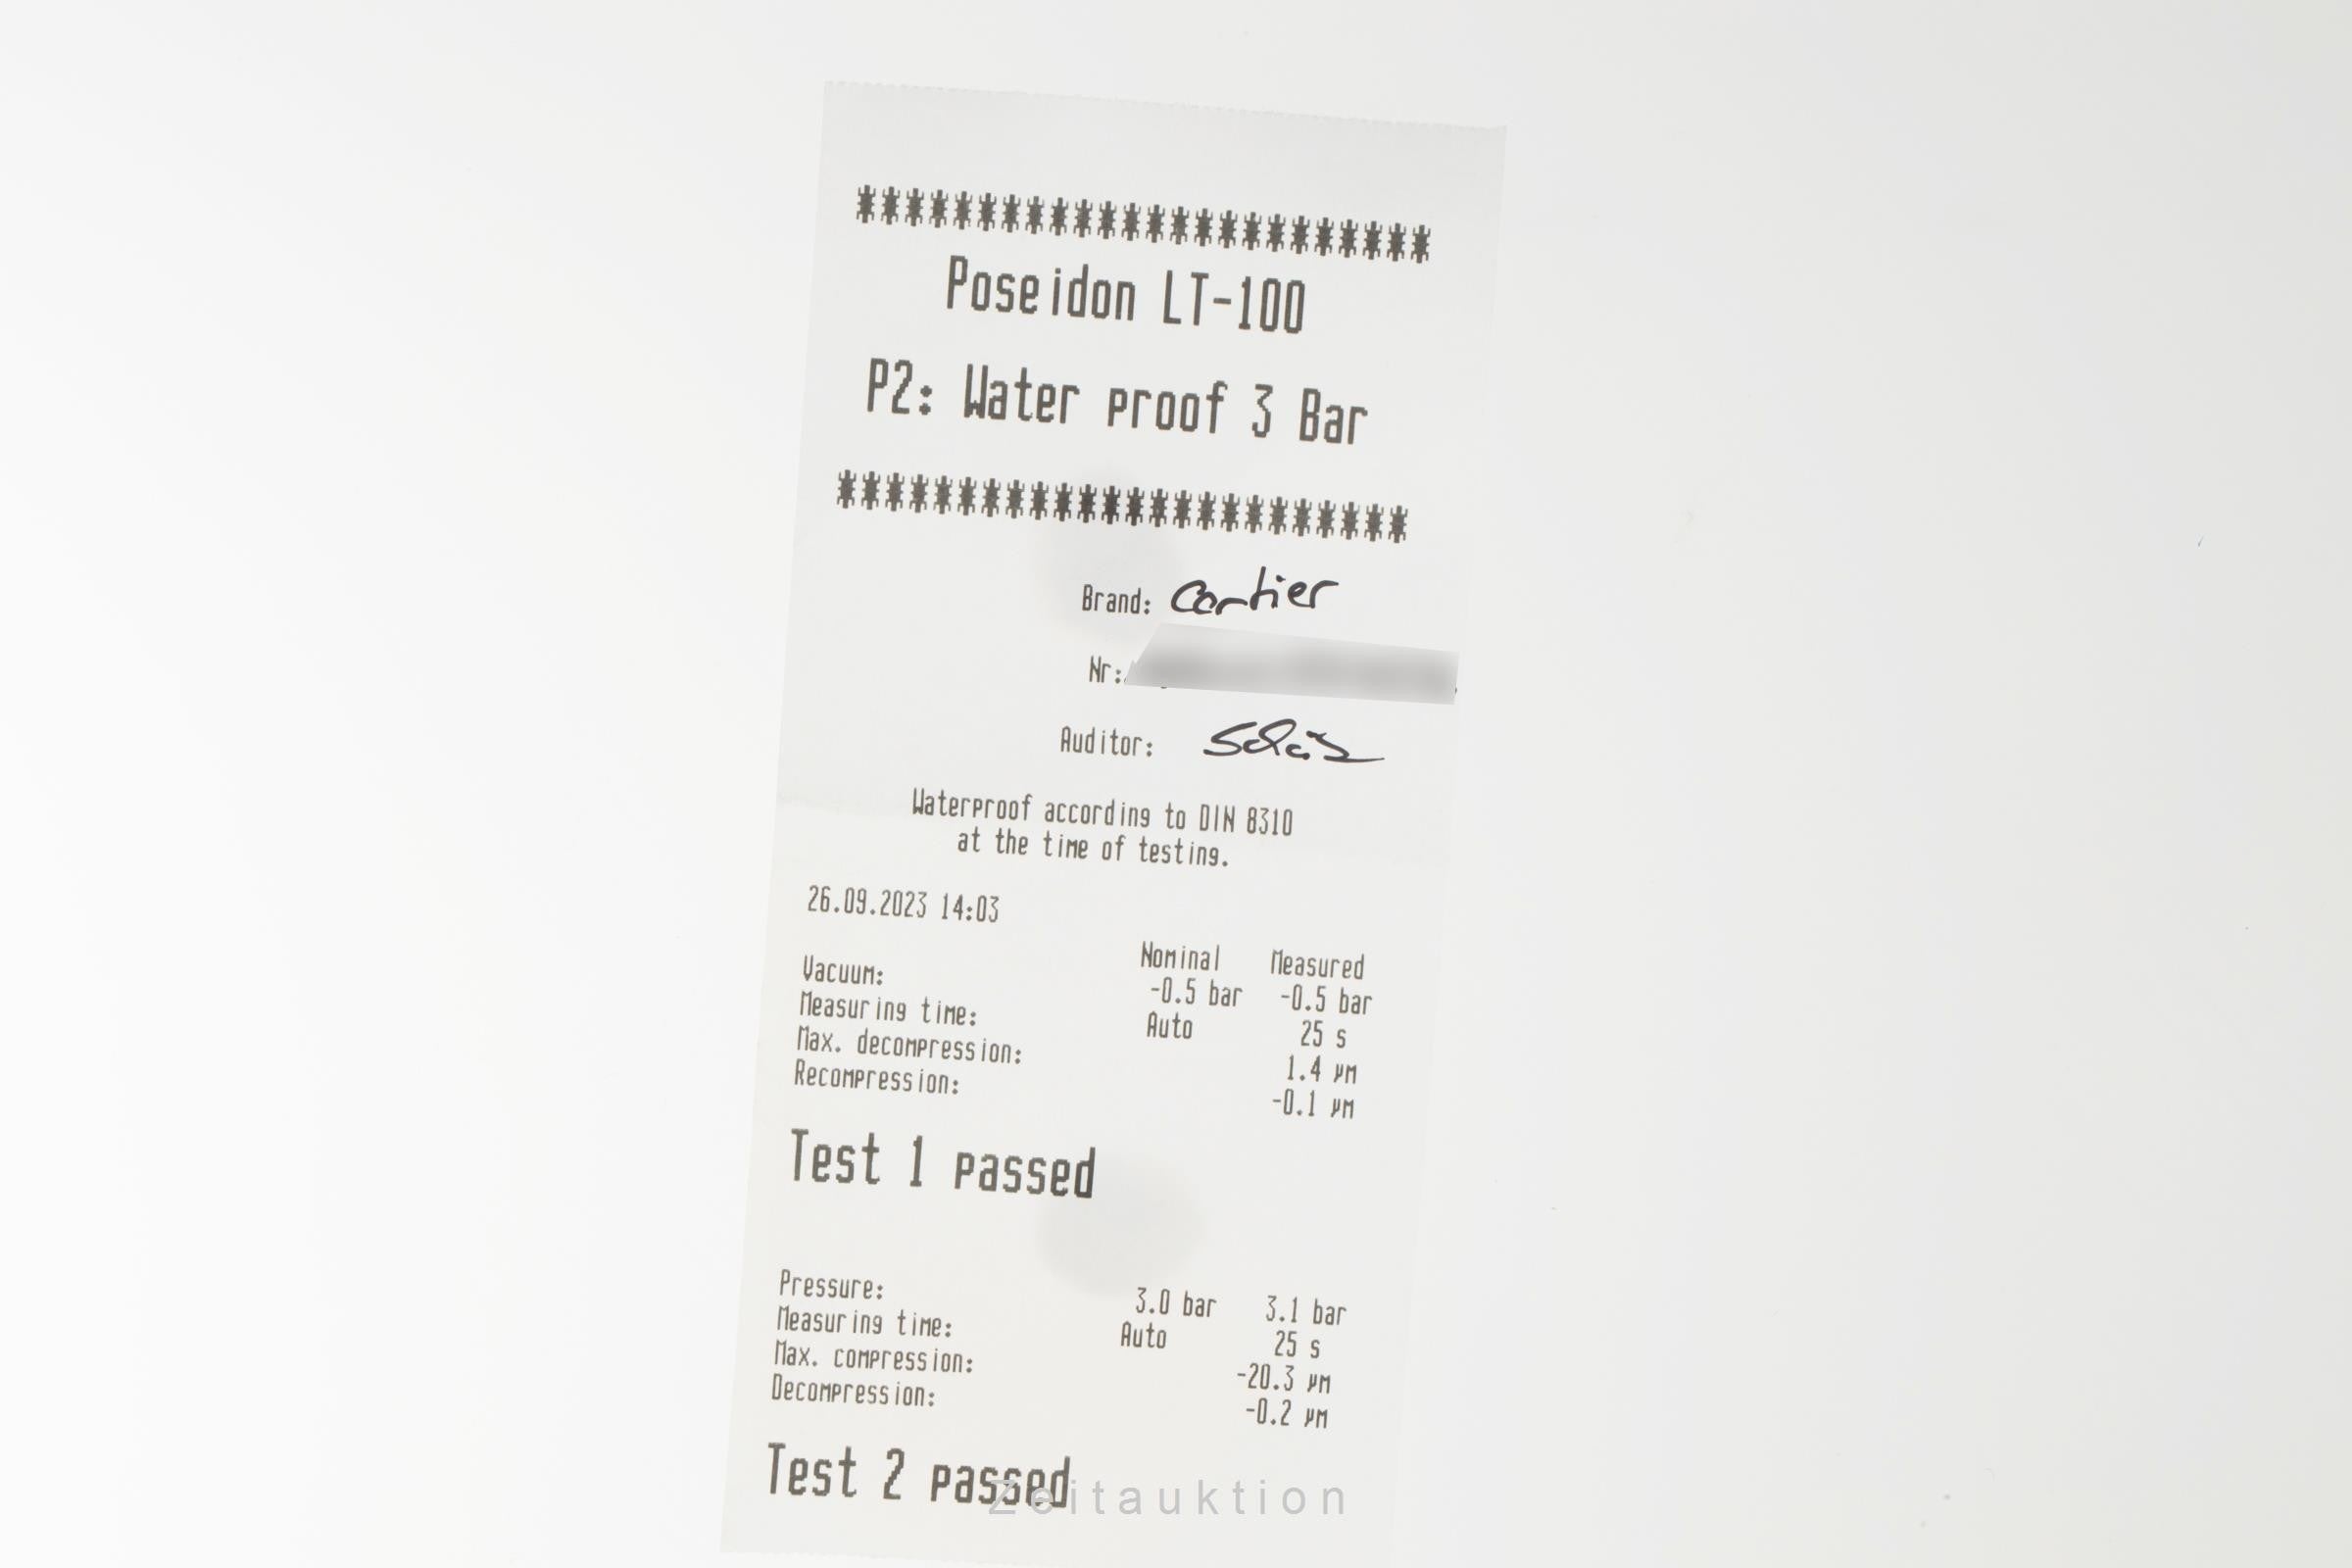 ************************
Poseidon LT-100
P2: Water proof 3 Bar
************************
Brand: Cartier
Nr:
Auditor:
Waterproof according to DIN 8310
at the time of testing.
26.09.2023 14:03
Nominal Measured
Vacuum: -0.5 bar -0.5 bar
Measuring time: Auto 25 s
Max. decompression: 1.4 µm
Recompression: -0.1 µm
Test 1 passed
Pressure: 3.0 bar 3.1 bar
Measuring time: Auto 25 s
Max. compression: -20.3 µm
Decompression: -0.2 µm
Test 2 passed
Zeitauktion